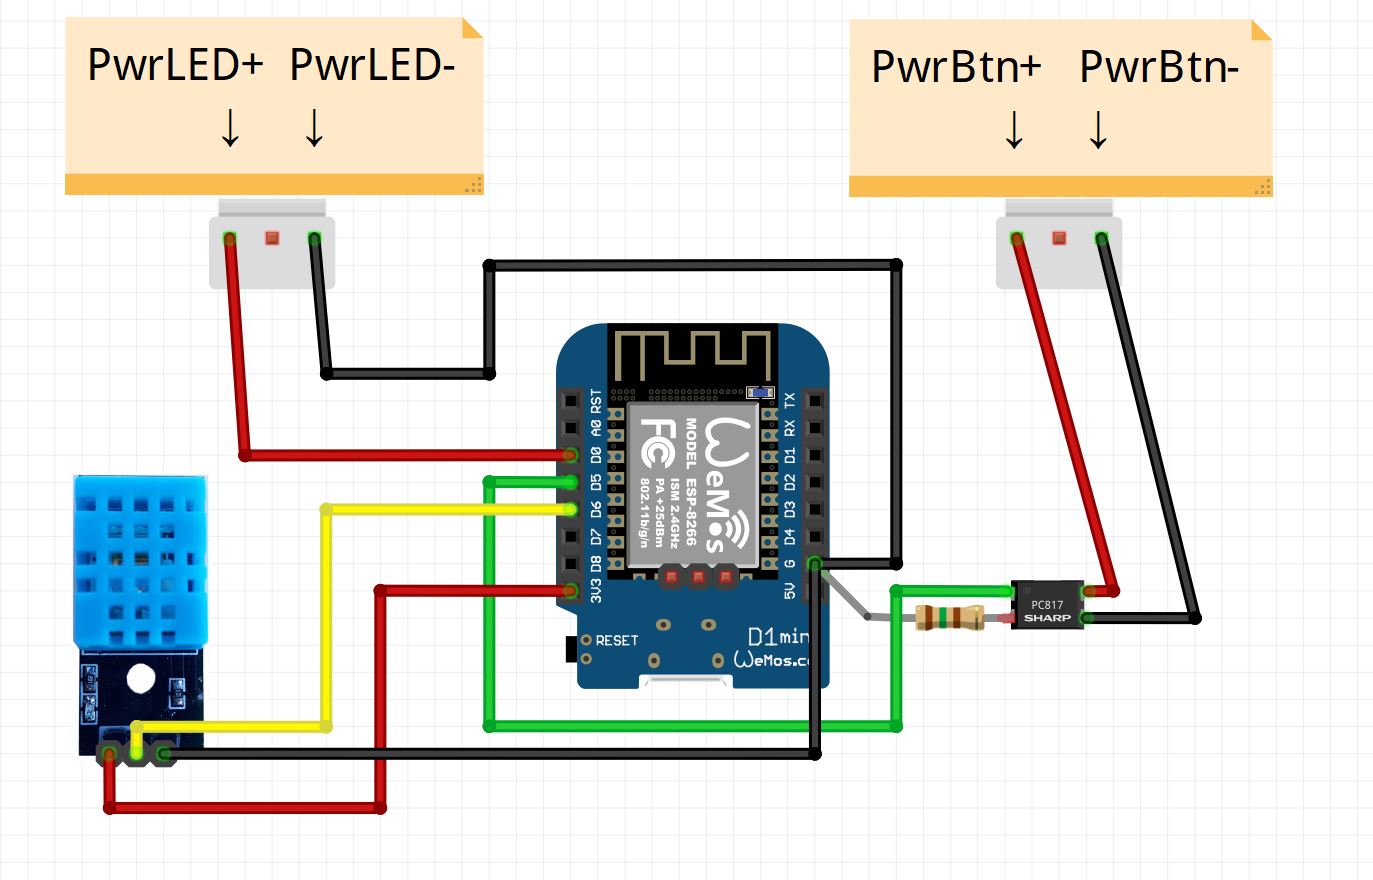 PwrLED+ PwrLED-
↓ ↓
PwrBtn+ PwrBtn-
↓ ↓
RST
A0
D0
D5
D6
D7
D8
3V3
TX
RX
D1
D2
D3
D4
G
5V
WeMos
MODEL ESP-8266
ISM 2.4GHz
PA +25dBm
802.11b/g/n
FC
RESET
D1 min
WeMos.c
PC817
SHARP